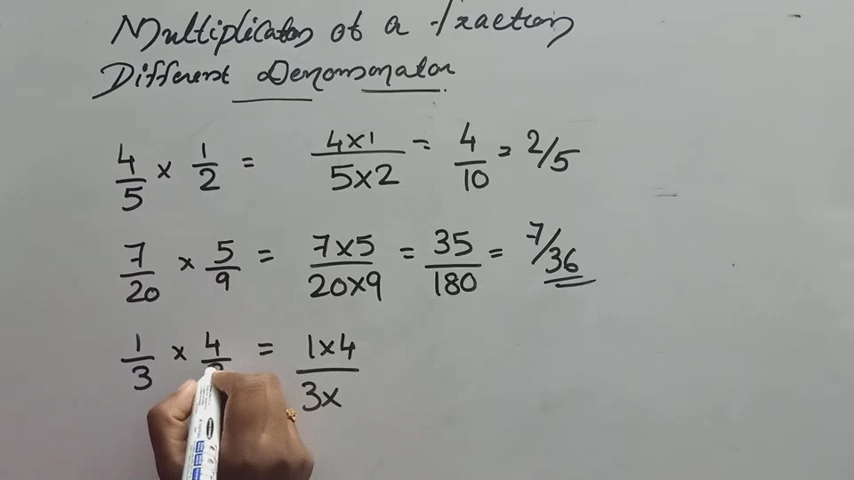 Multiplication of a fraction
Different Denomonator
4/5 × 1/2 = 4×1/5×2 = 4/10 = 2/5
7/20 × 5/9 = 7×5/20×9 = 35/180 = 7/36
1/3 × 4/ = 1×4/3×